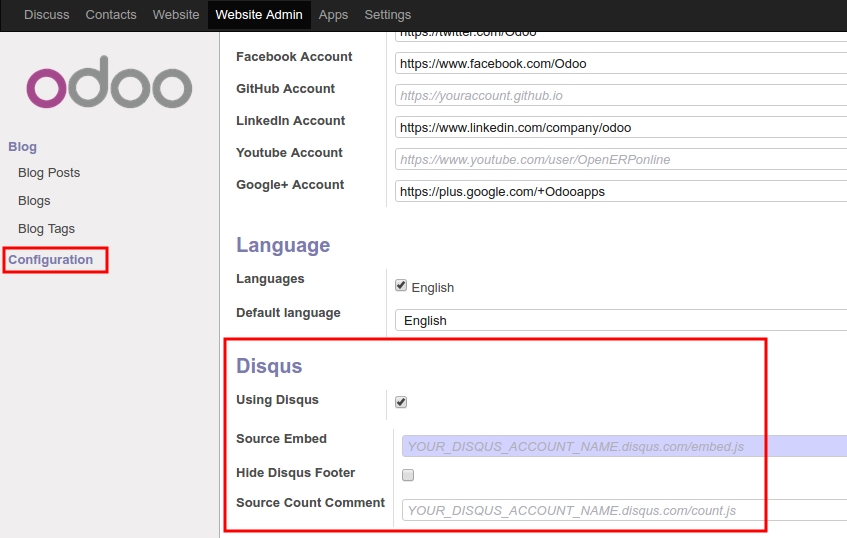 Discuss Contacts Website Website Admin Apps Settings
odoo
Blog
Blog Posts
Blogs
Blog Tags
Configuration
https://twitter.com/Odoo
Facebook Account https://www.facebook.com/Odoo
GitHub Account https://youraccount.github.io
LinkedIn Account https://www.linkedin.com/company/odoo
Youtube Account https://www.youtube.com/user/OpenERPonline
Google+ Account https://plus.google.com/+Odooapps
Language
Languages English
Default language English
Disqus
Using Disqus
Source Embed YOUR_DISQUS_ACCOUNT_NAME.disqus.com/embed.js
Hide Disqus Footer
Source Count Comment YOUR_DISQUS_ACCOUNT_NAME.disqus.com/count.js